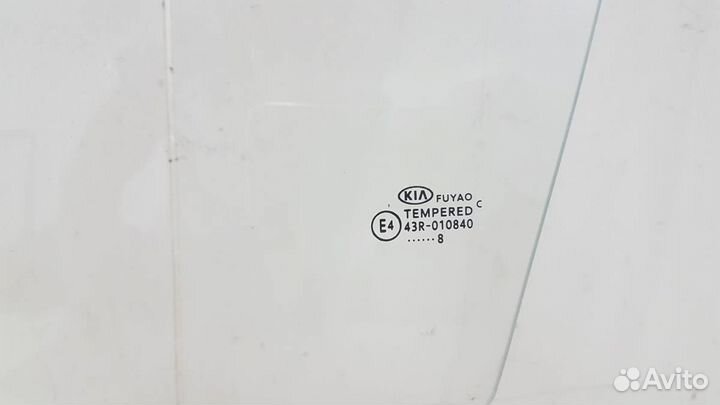 KIA FUYAO
TEMPERED C
E4 43R-010840
......8
Avito